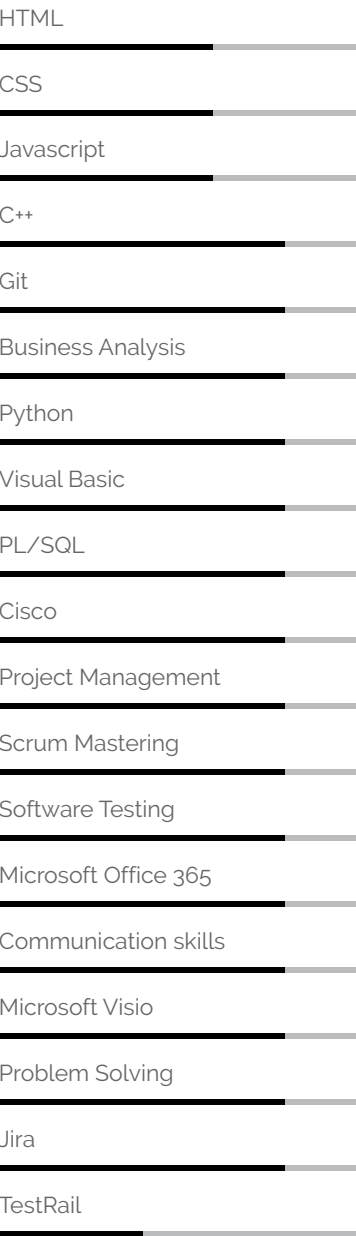 HTML
CSS
Javascript
C++
Git
Business Analysis
Python
Visual Basic
PL/SQL
Cisco
Project Management
Scrum Mastering
Software Testing
Microsoft Office 365
Communication skills
Microsoft Visio
Problem Solving
Jira
TestRail